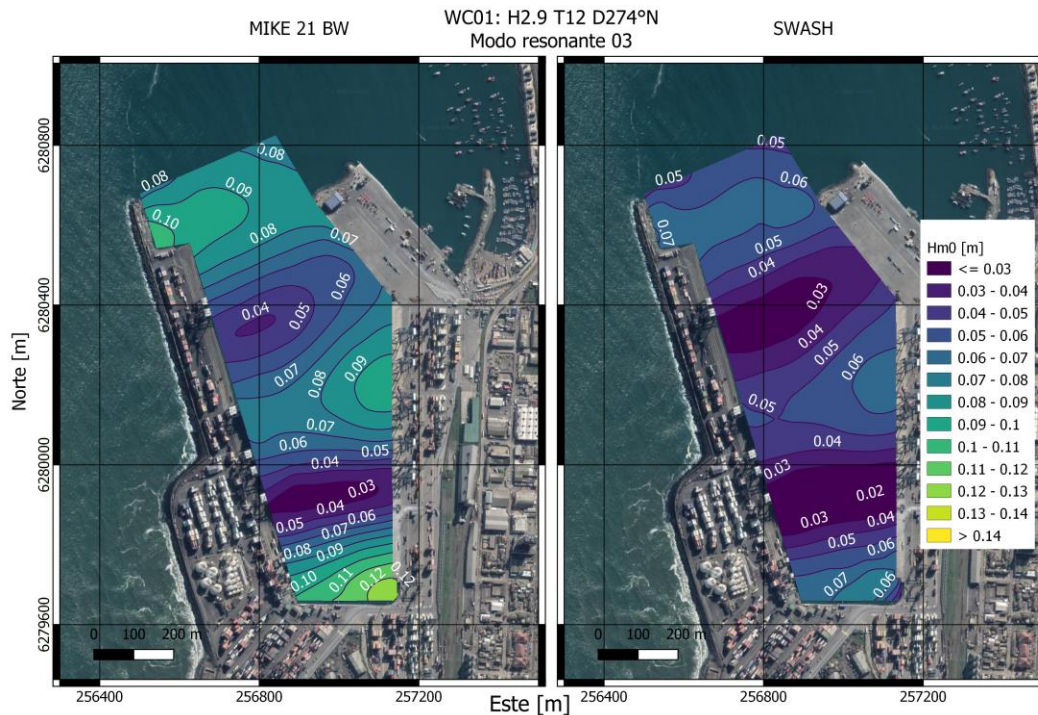 WC01: H2.9 T12 D274°N
MIKE 21 BW
SWASH
Modo resonante 03
Norte [m]
6280800
6280400
6280000
6279600
0.08
0.08
0.09
0.10
0.08
0.07
0.06
0.04
0.05
0.07
0.08
0.09
0.07
0.06
0.05
0.04
0.03
0.04
0.05
0.06
0.07
0.08
0.09
0.10
0.11
0.12
0.12
0 100 200 m
0.05
0.05
0.06
0.07
0.05
0.04
0.03
0.04
0.05
0.06
0.05
0.04
0.03
0.02
0.03
0.04
0.05
0.06
0.07
0.06
0 100 200 m
Hm0 [m]
<= 0.03
0.03 - 0.04
0.04 - 0.05
0.05 - 0.06
0.06 - 0.07
0.07 - 0.08
0.08 - 0.09
0.09 - 0.1
0.1 - 0.11
0.11 - 0.12
0.12 - 0.13
0.13 - 0.14
> 0.14
256400 256800 257200 256400 256800 257200
Este [m]